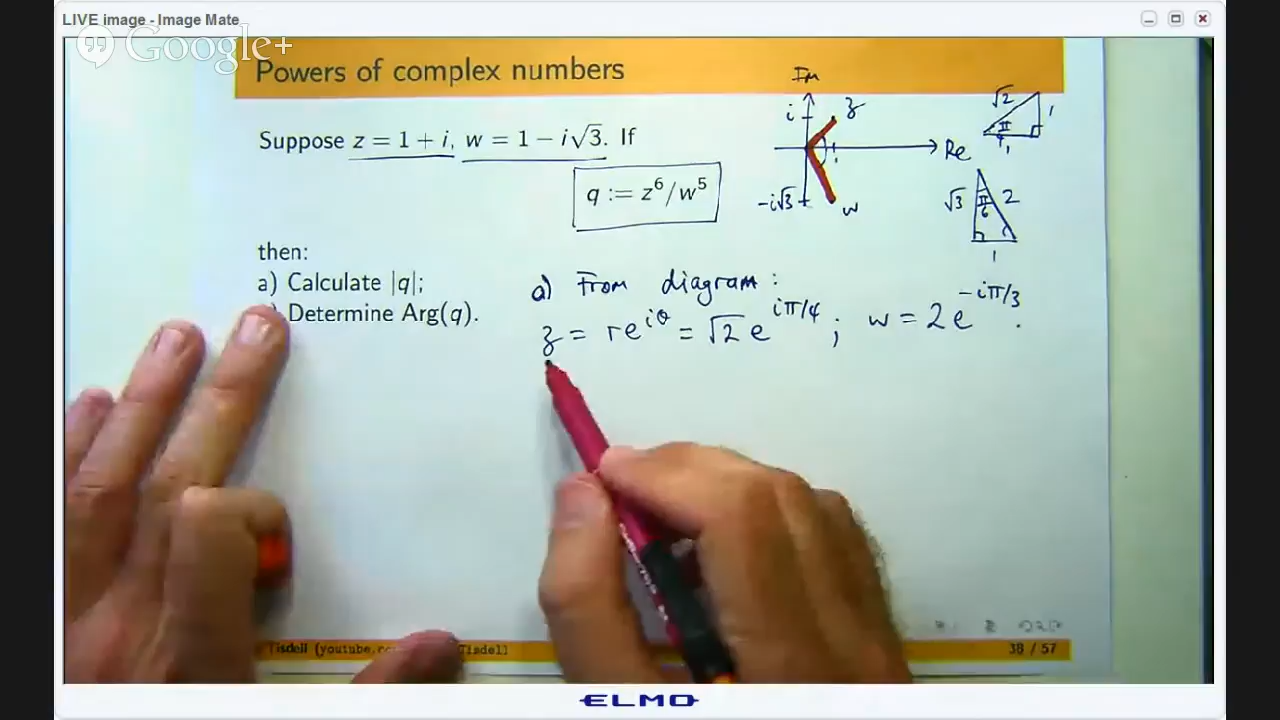 LIVE image - Image Mate
Google+
Powers of complex numbers
Suppose z = 1 + i, w = 1 − i√3. If
q := z⁶/w⁵
then:
a) Calculate |q|;
Determine Arg(q).
Im
i
z
1
Re
-i√3
w
√2
1
π/4
1
√3
π/6
2
1
a) From diagram:
z = re^{iθ} = √2 e^{iπ/4} ; w = 2e^{-iπ/3}.
Tisdell (youtube.co
Tisdell
38 / 57
ELMO